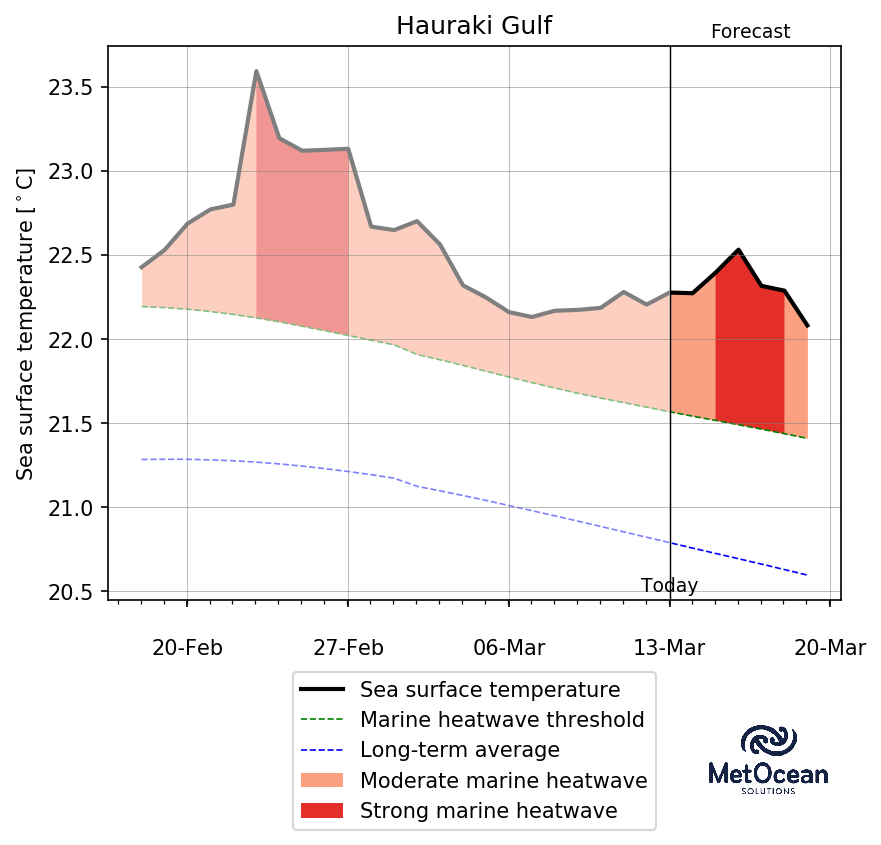 Hauraki Gulf
Forecast
Sea surface temperature [°C]
23.5
23.0
22.5
22.0
21.5
21.0
20.5
Today
20-Feb 27-Feb 06-Mar 13-Mar 20-Mar
Sea surface temperature
Marine heatwave threshold
Long-term average
Moderate marine heatwave
Strong marine heatwave
MetOcean
SOLUTIONS